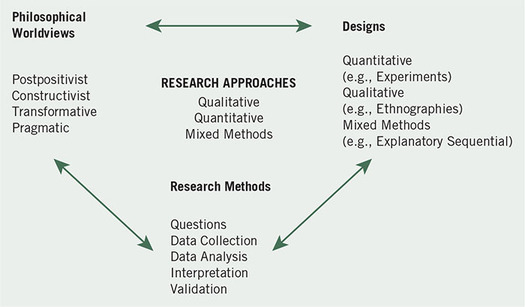 Philosophical
Worldviews
Postpositivist
Constructivist
Transformative
Pragmatic
RESEARCH APPROACHES
Qualitative
Quantitative
Mixed Methods
Designs
Quantitative
(e.g., Experiments)
Qualitative
(e.g., Ethnographies)
Mixed Methods
(e.g., Explanatory Sequential)
Research Methods
Questions
Data Collection
Data Analysis
Interpretation
Validation